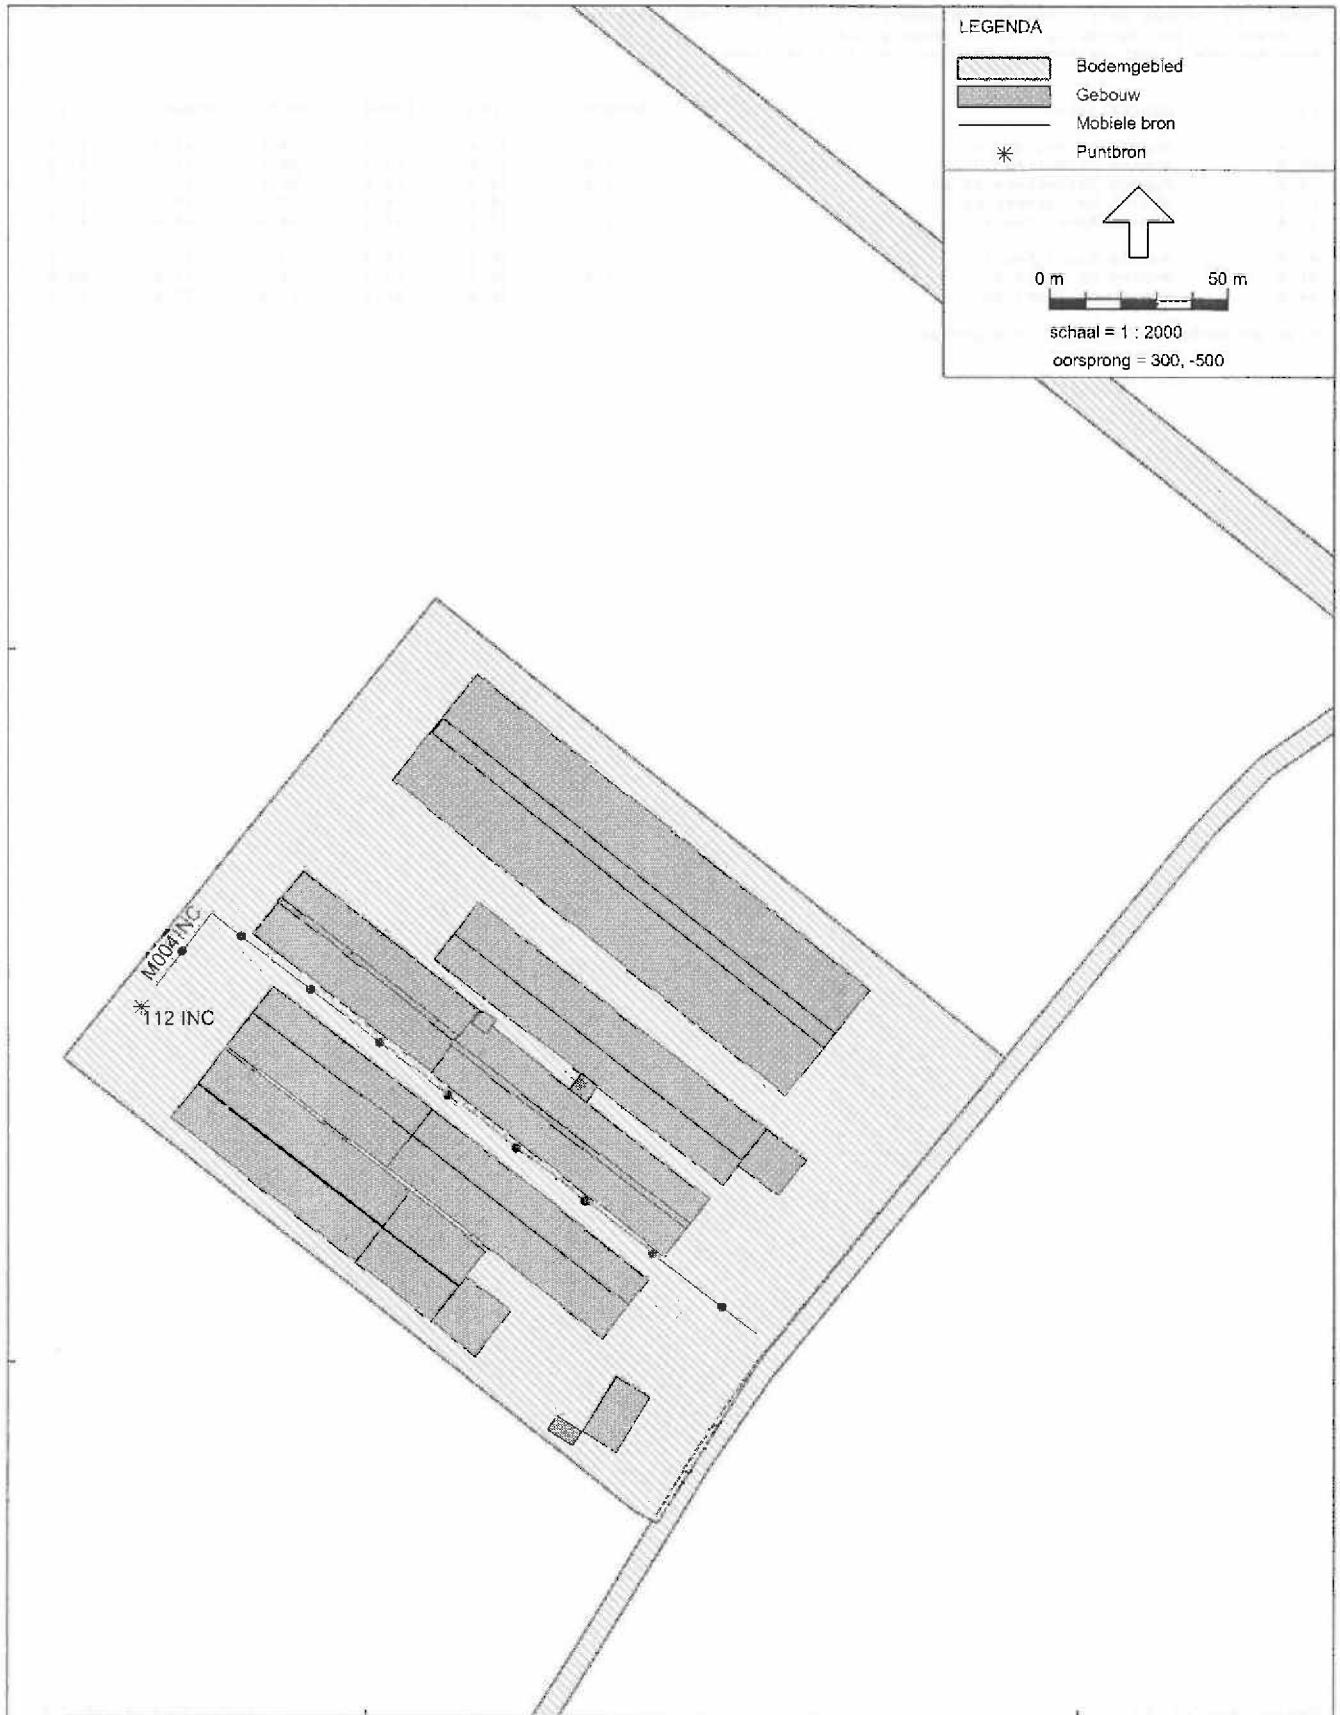 LEGENDA
Bodemgebied
Gebouw
Mobiele bron
Puntbron
0 m 50 m
schaal = 1 : 2000
oorsprong = 300, -500
M004 INC
112 INC